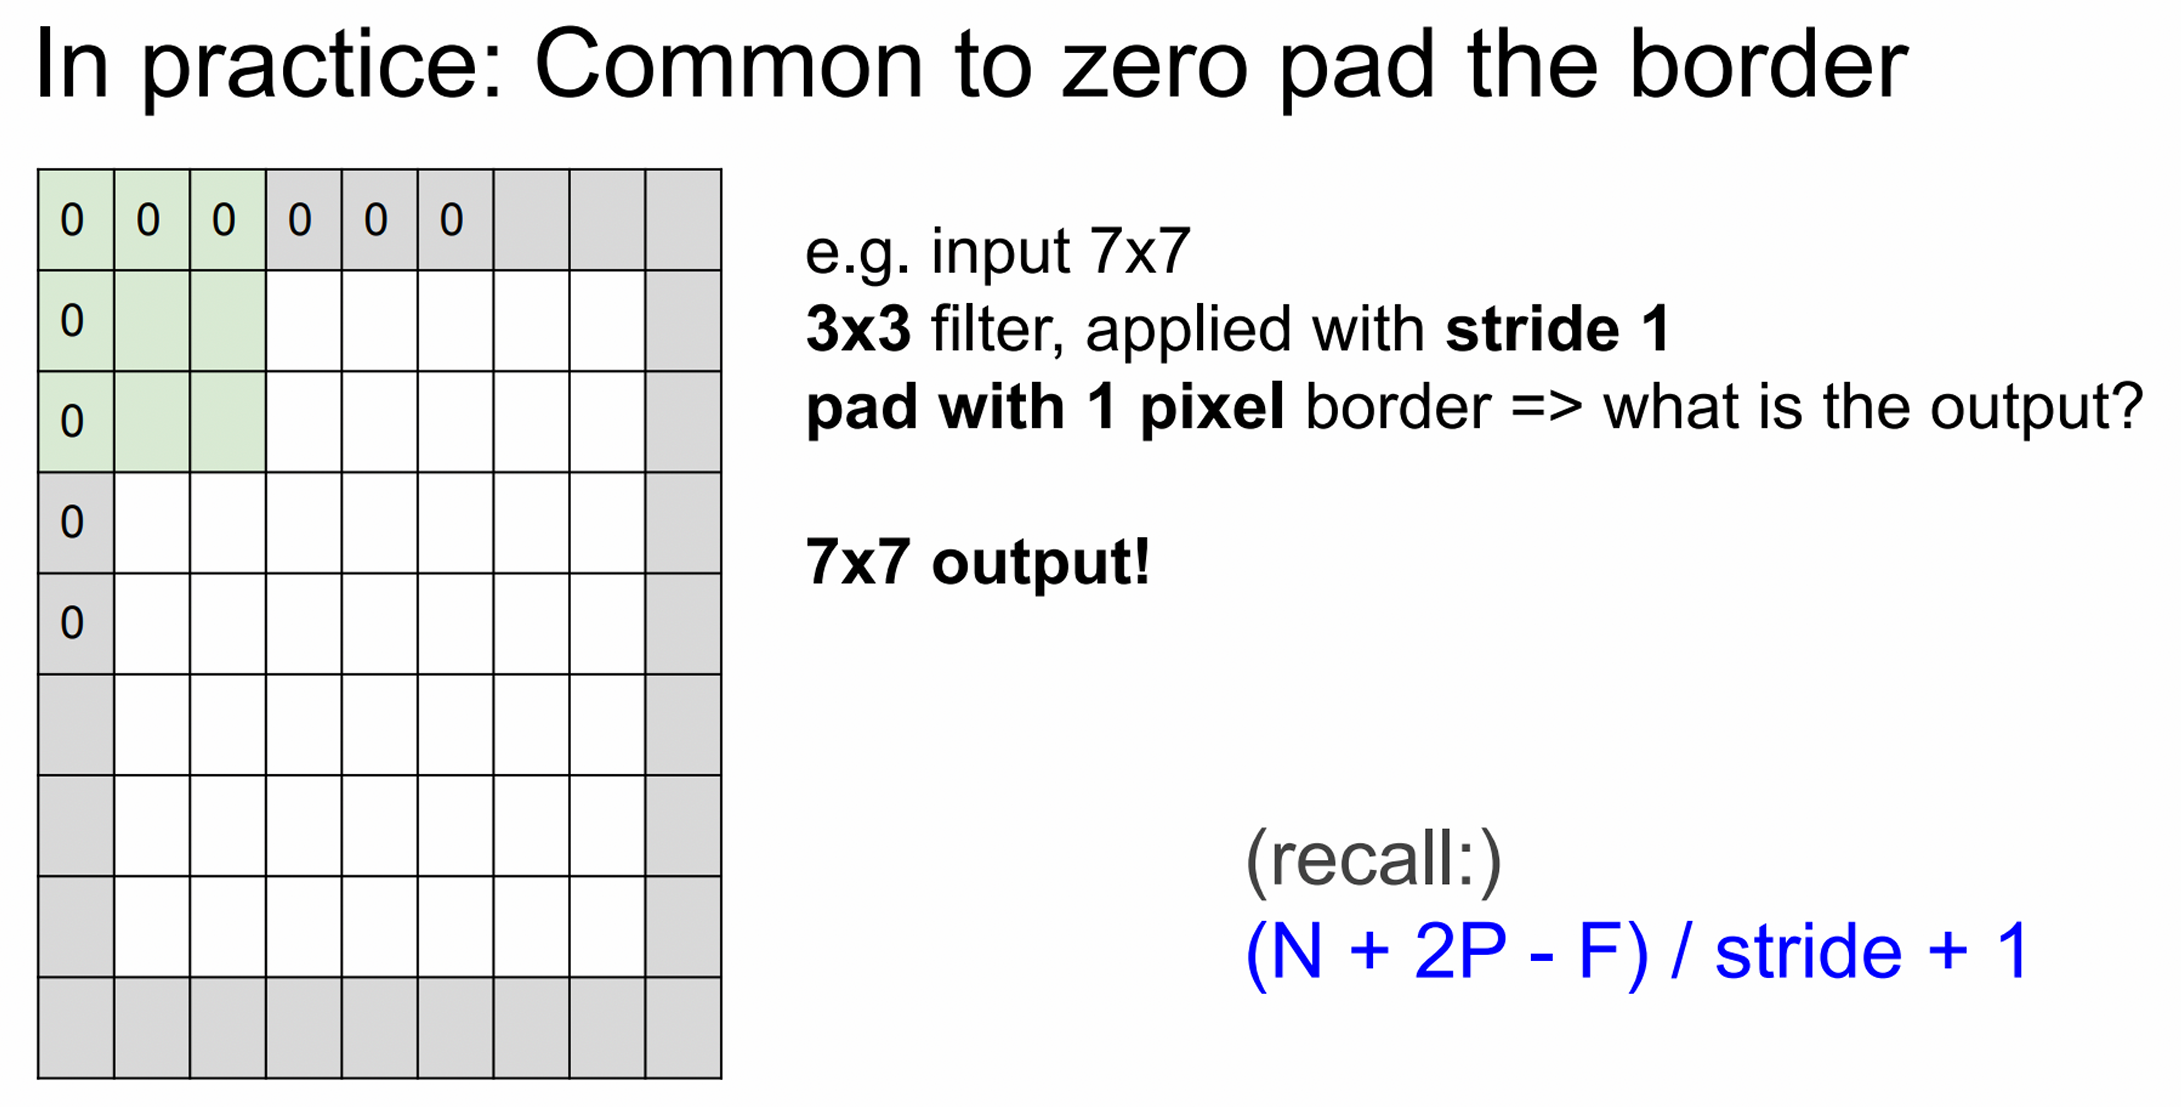 In practice: Common to zero pad the border
0 0 0 0 0 0
0
0
0
0
e.g. input 7x7
3x3 filter, applied with stride 1
pad with 1 pixel border => what is the output?
7x7 output!
(recall:)
(N + 2P - F) / stride + 1